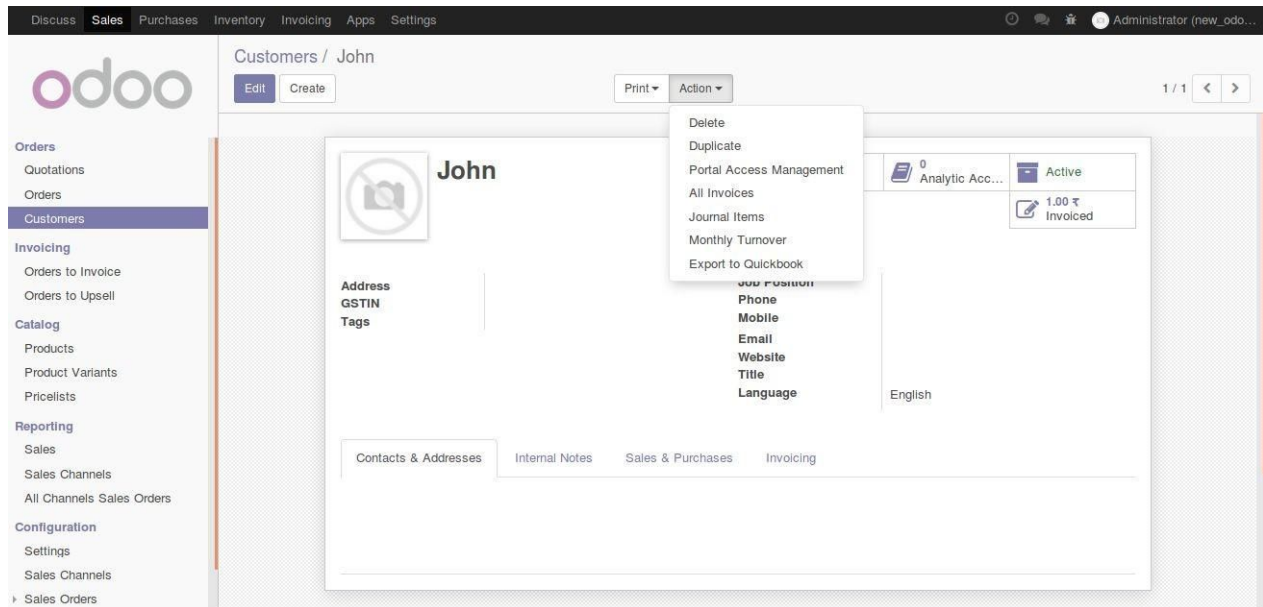 Discuss Sales Purchases Inventory Invoicing Apps Settings Administrator (new_odo...
odoo
Customers / John
Edit Create Print Action 1 / 1
Delete
Duplicate
Portal Access Management
All Invoices
Journal Items
Monthly Turnover
Export to Quickbook
Orders
Quotations
Orders
Customers
Invoicing
Orders to Invoice
Orders to Upsell
Catalog
Products
Product Variants
Pricelists
Reporting
Sales
Sales Channels
All Channels Sales Orders
Configuration
Settings
Sales Channels
Sales Orders
John
0
Analytic Acc...
Active
1.00 ₹
Invoiced
Address
GSTIN
Tags
Job Position
Phone
Mobile
Email
Website
Title
Language English
Contacts & Addresses Internal Notes Sales & Purchases Invoicing